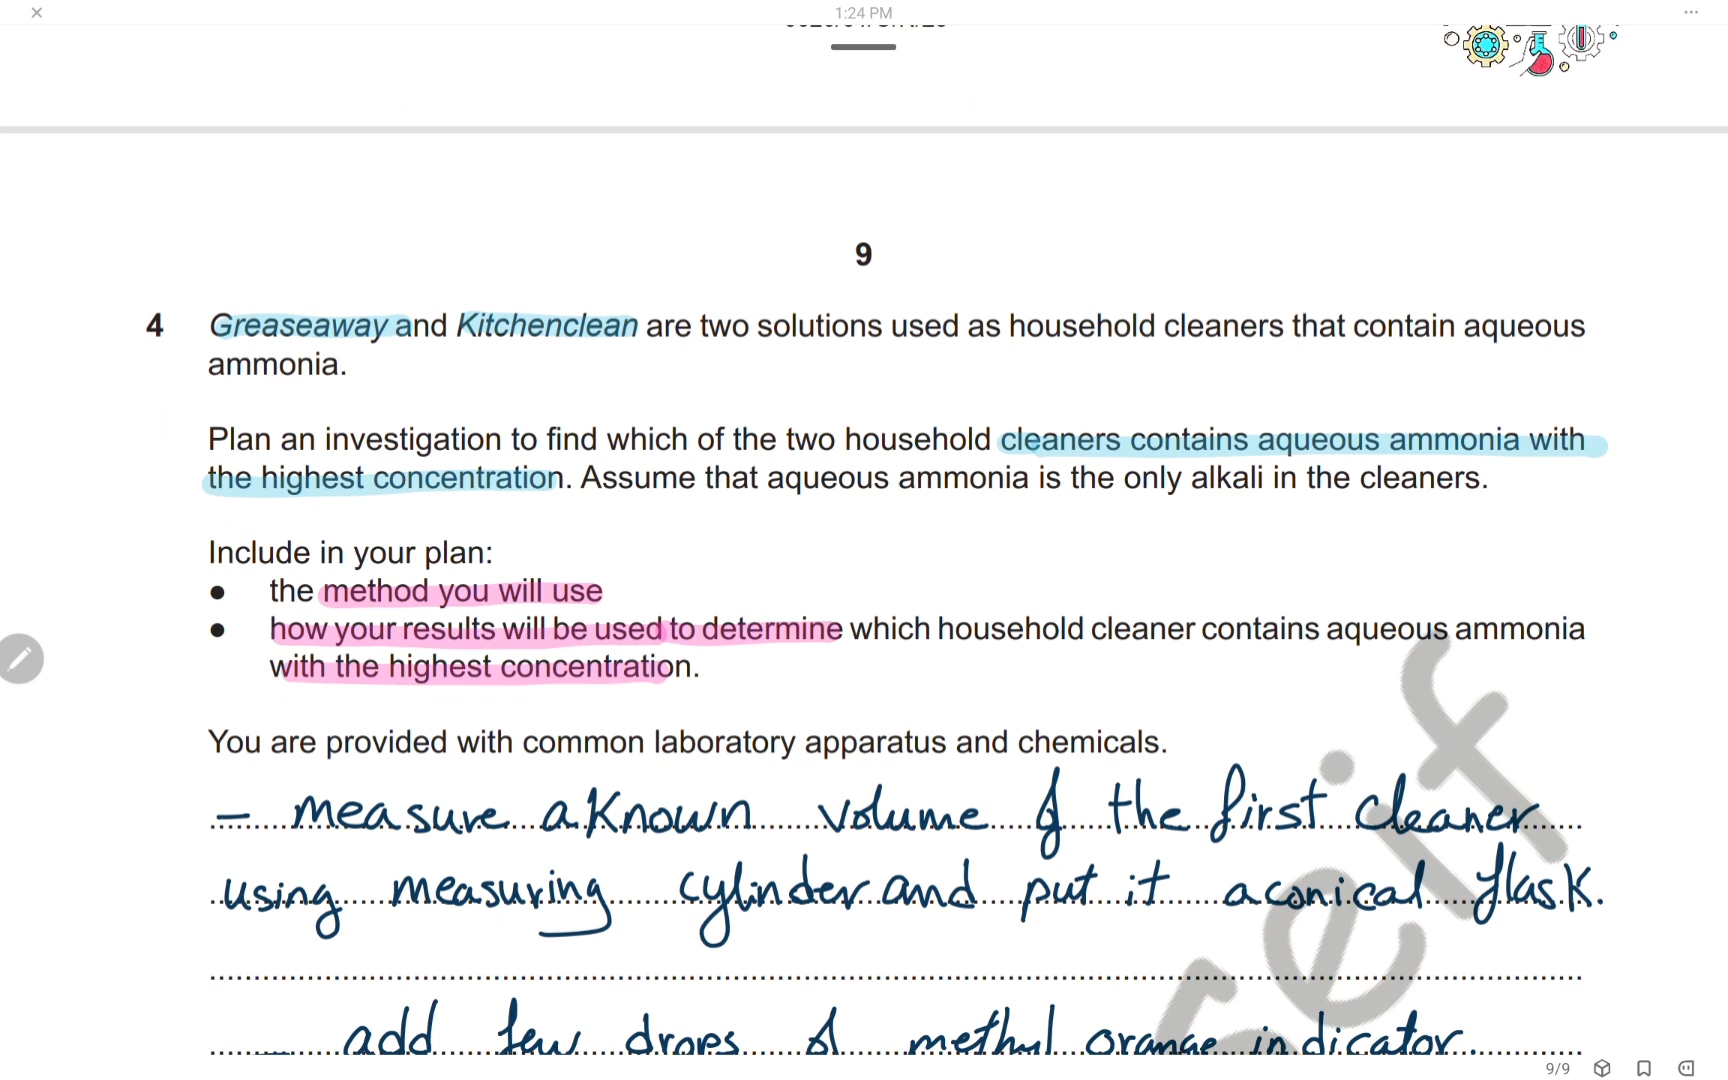 1:24 PM
9
4 Greaseaway and Kitchenclean are two solutions used as household cleaners that contain aqueous
ammonia.
Plan an investigation to find which of the two household cleaners contains aqueous ammonia with
the highest concentration. Assume that aqueous ammonia is the only alkali in the cleaners.
Include in your plan:
● the method you will use
● how your results will be used to determine which household cleaner contains aqueous ammonia
with the highest concentration.
You are provided with common laboratory apparatus and chemicals.
– measure a known volume of the first cleaner
using measuring cylinder and put it a conical flask.
– add few drops of methyl orange indicator.
9/9